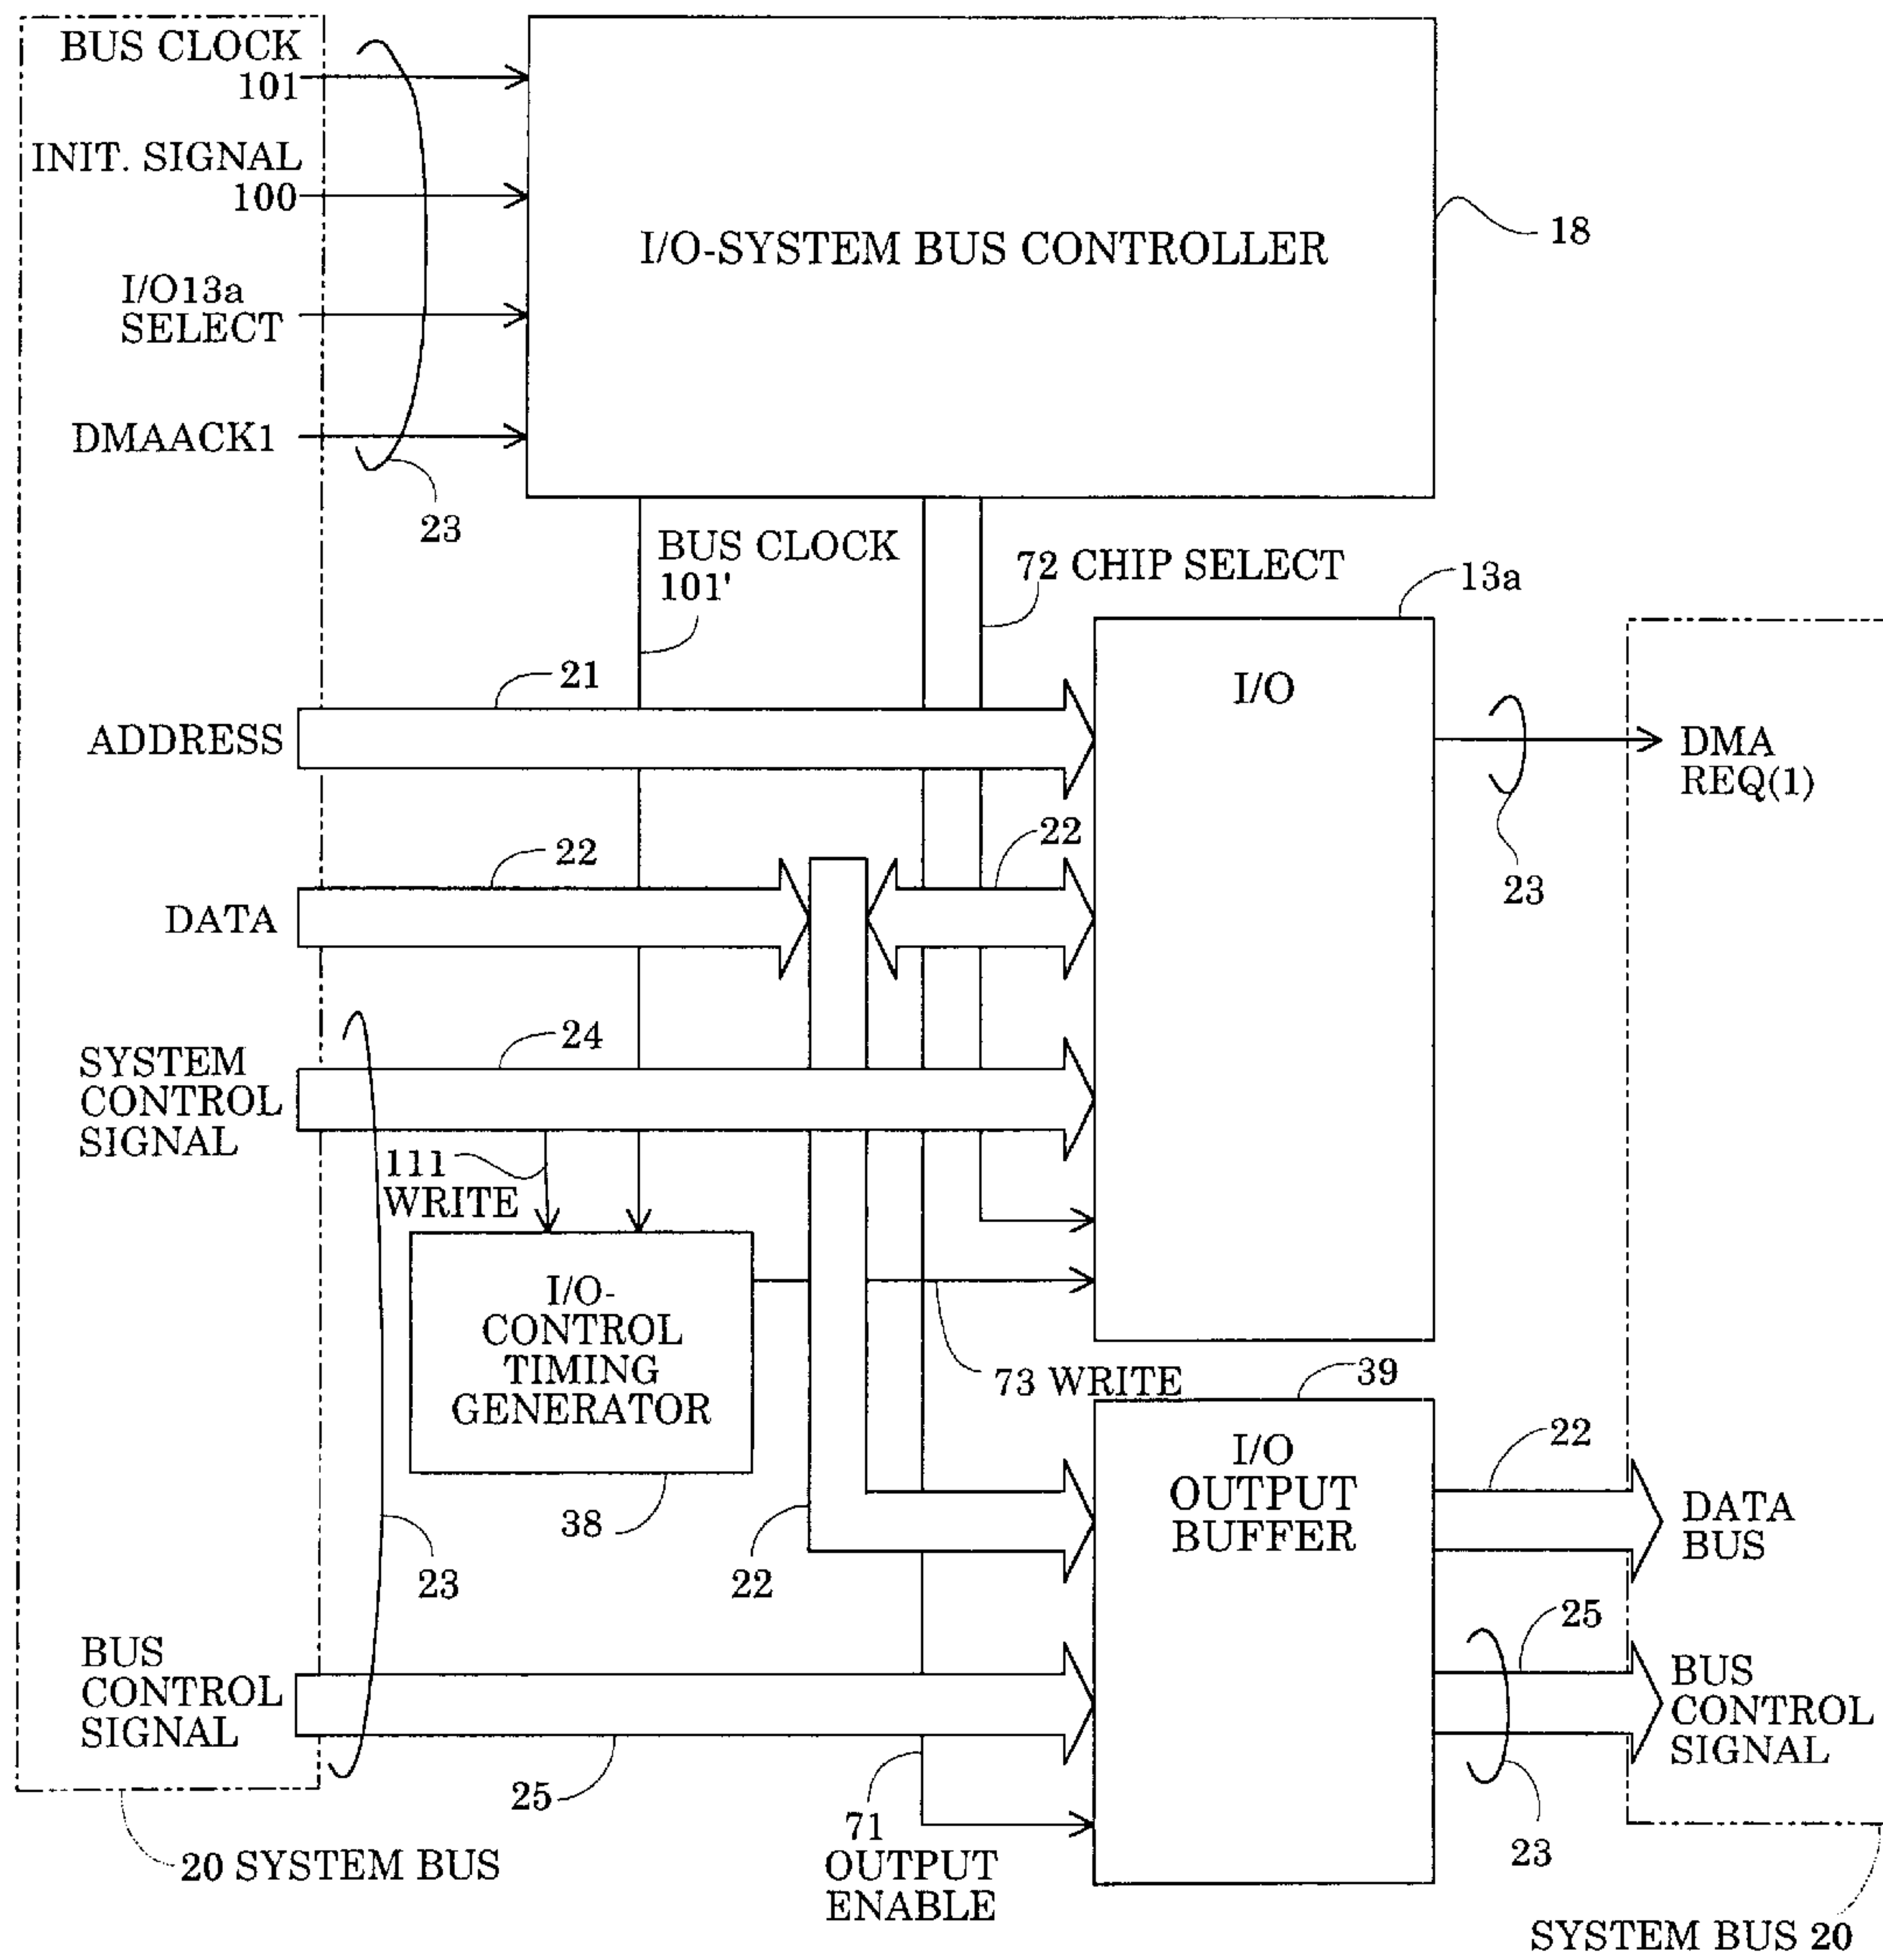 BUS CLOCK
101
INIT. SIGNAL
100
I/O13a
SELECT
DMAACK1
23
I/O-SYSTEM BUS CONTROLLER
18
BUS CLOCK
101'
72 CHIP SELECT
13a
21
ADDRESS
I/O
DMA
REQ(1)
23
22
22
DATA
24
SYSTEM
CONTROL
SIGNAL
111
WRITE
I/O-
CONTROL
TIMING
GENERATOR
38
73 WRITE
39
I/O
OUTPUT
BUFFER
22
DATA
BUS
23
22
25
BUS
CONTROL
SIGNAL
BUS
CONTROL
SIGNAL
25
71
OUTPUT
ENABLE
23
20 SYSTEM BUS
SYSTEM BUS 20